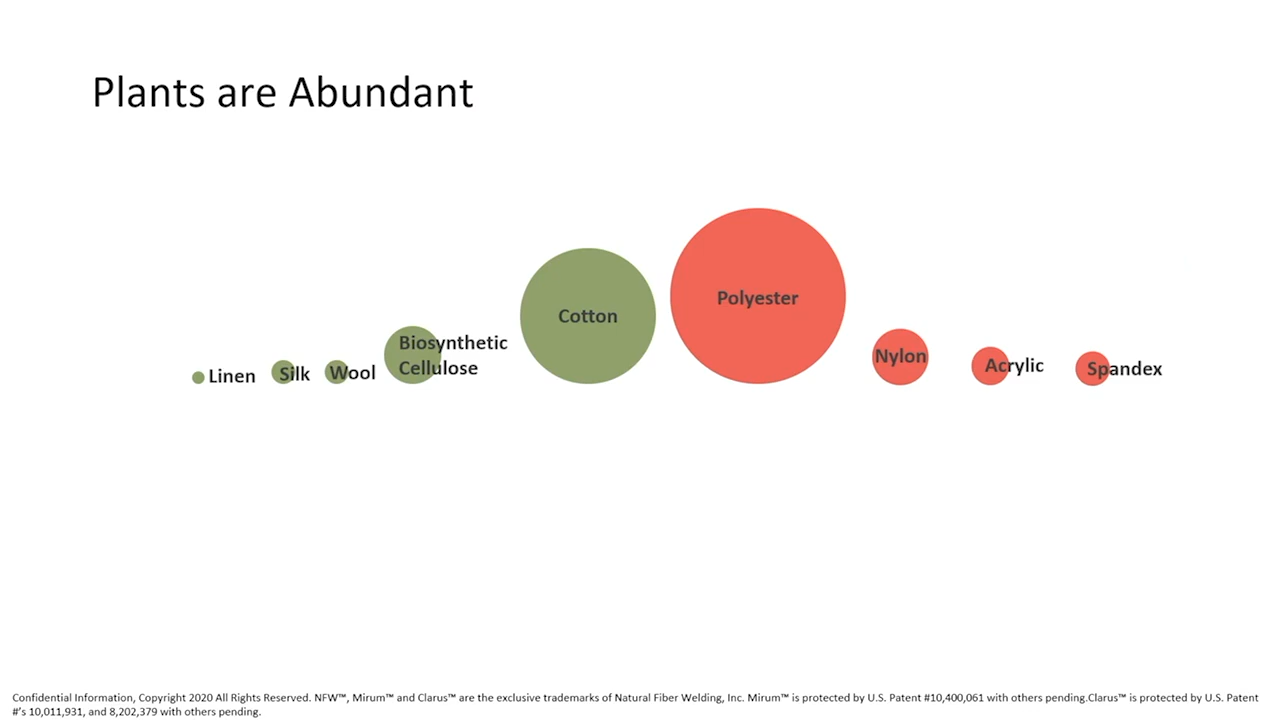 Plants are Abundant
Linen
Silk
Wool
Biosynthetic
Cellulose
Cotton
Polyester
Nylon
Acrylic
Spandex
Confidential Information, Copyright 2020 All Rights Reserved. NFW™, Mirum™ and Clarus™ are the exclusive trademarks of Natural Fiber Welding, Inc. Mirum™ is protected by U.S. Patent #10,400,061 with others pending.Clarus™ is protected by U.S. Patent
#'s 10,011,931, and 8,202,379 with others pending.